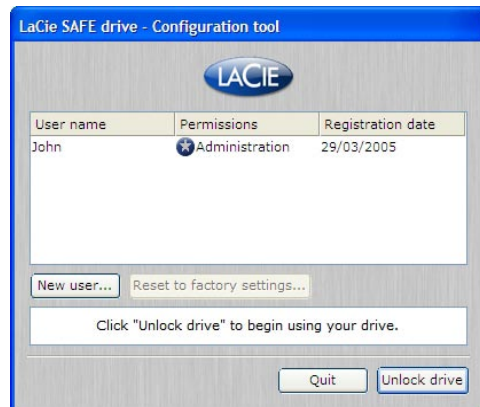 LaCie SAFE drive - Configuration tool
LACIE
User name Permissions Registration date
John Administration 29/03/2005
New user... Reset to factory settings...
Click "Unlock drive" to begin using your drive.
Quit Unlock drive